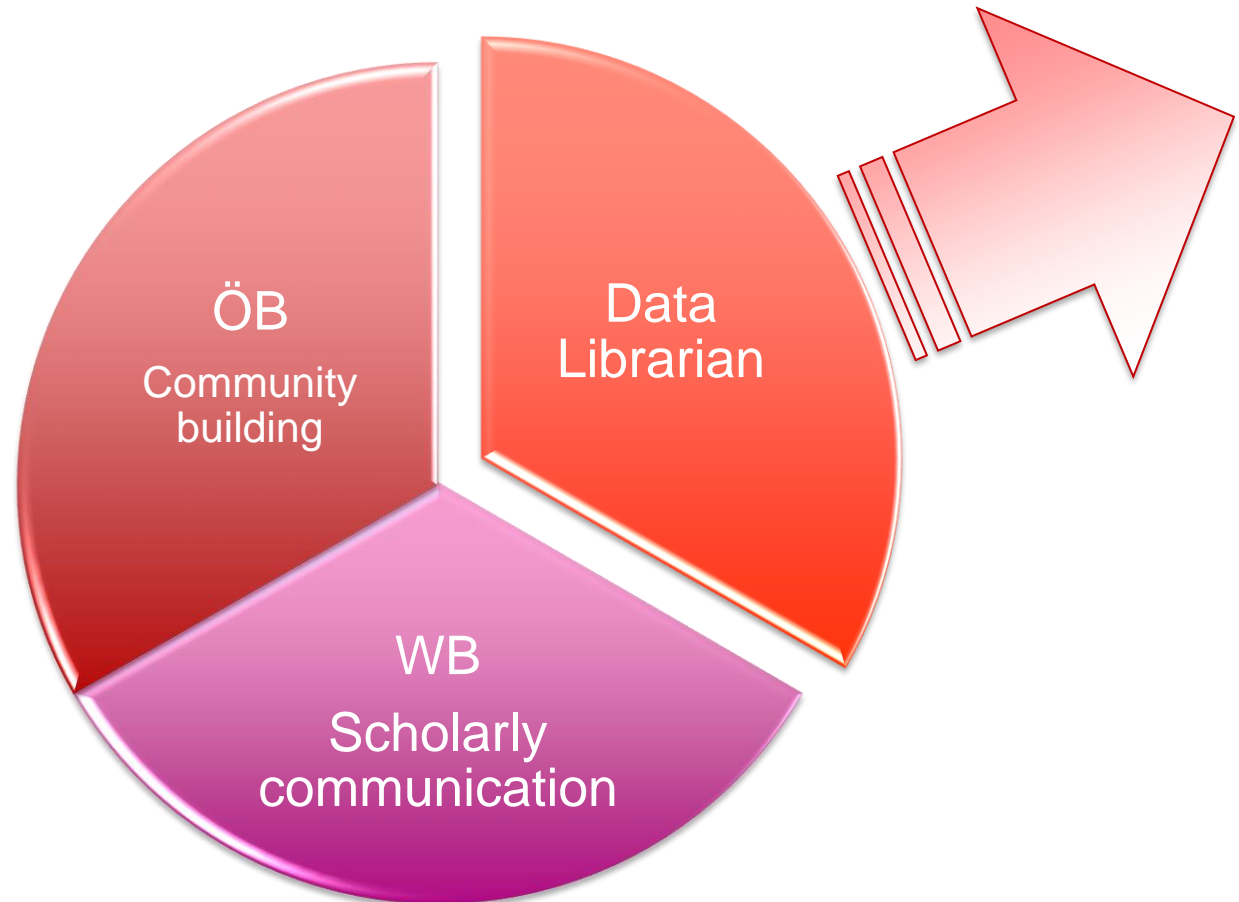 ÖB
Community
building
Data
Librarian
WB
Scholarly
communication